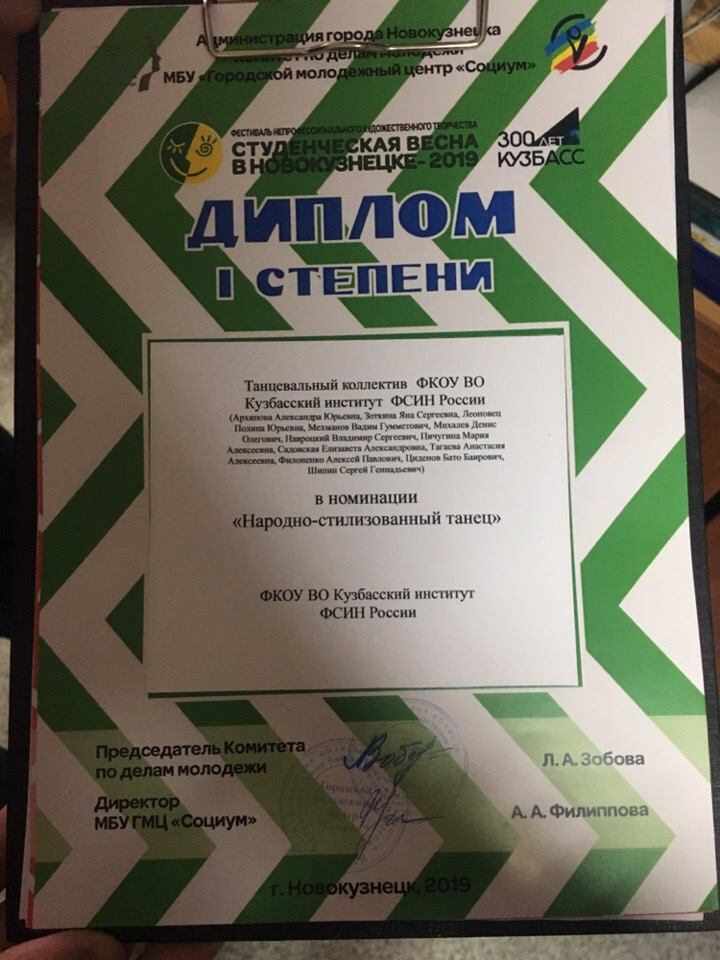 Администрация города Новокузнецка
Комитет по делам молодежи
МБУ «Городской молодежный центр «Социум»
ФЕСТИВАЛЬ НЕПРОФЕССИОНАЛЬНОГО ХУДОЖЕСТВЕННОГО ТВОРЧЕСТВА
СТУДЕНЧЕСКАЯ ВЕСНА
В НОВОКУЗНЕЦКЕ- 2019
300 ЛЕТ
КУЗБАСС
ДИПЛОМ
I СТЕПЕНИ
Танцевальный коллектив ФКОУ ВО
Кузбасский институт ФСИН России
(Архипова Александра Юрьевна, Зоткина Яна Сергеевна, Леоновец
Полина Юрьевна, Мехманов Вадим Гумметович, Михалев Денис
Олегович, Навроцкий Владимир Сергеевич, Пичугина Мария
Алексеевна, Садовская Елизавета Александровна, Тагаева Анастасия
Алексеевна, Филоненко Алексей Павлович, Циденов Бато Баирович,
Шипин Сергей Геннадьевич)
в номинации
«Народно-стилизованный танец»
ФКОУ ВО Кузбасский институт
ФСИН России
Председатель Комитета
по делам молодежи
Л. А. Зобова
Директор
МБУ ГМЦ «Социум»
А. А. Филиппова
Городской
молодежный
центр
г. Новокузнецк, 2019